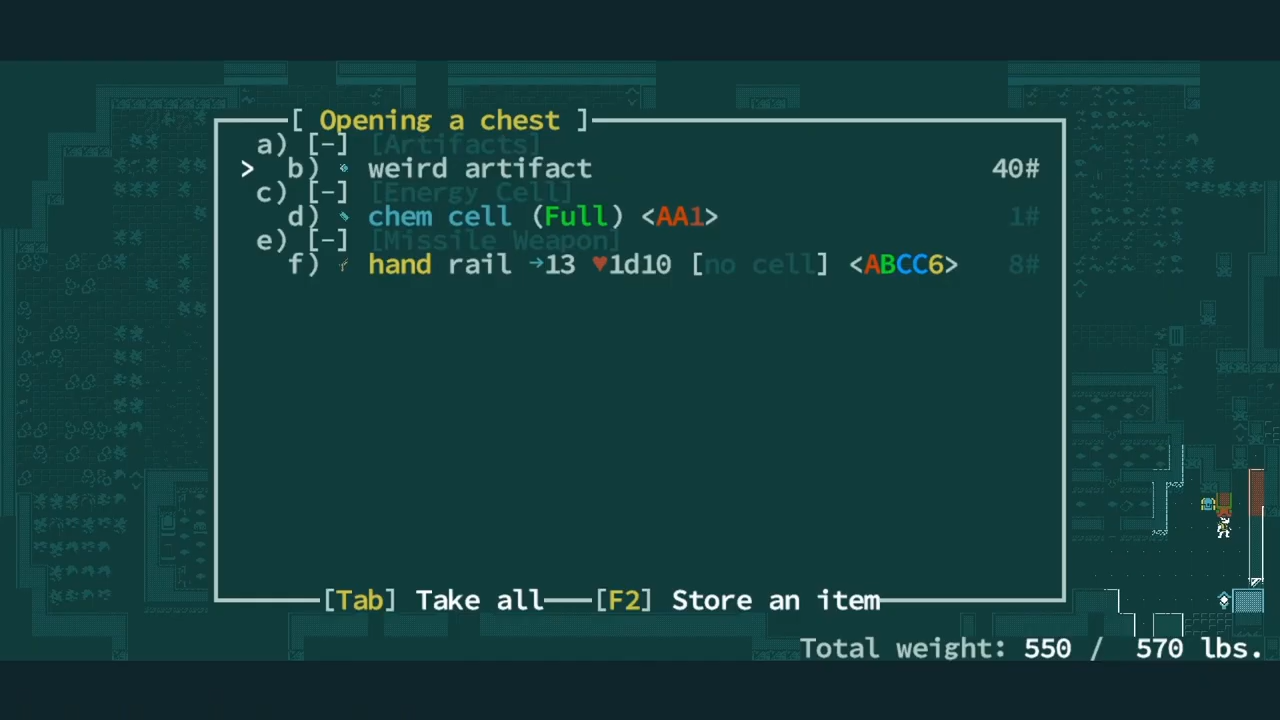 [ Opening a chest ]
a) [-] [Artifacts]
> b) weird artifact 40#
c) [-] [Energy Cell]
d) chem cell (Full) <AA1> 1#
e) [-] [Missile Weapon]
f) hand rail →13 ♥1d10 [no cell] <ABCC6> 8#
[Tab] Take all [F2] Store an item
Total weight: 550 / 570 lbs.